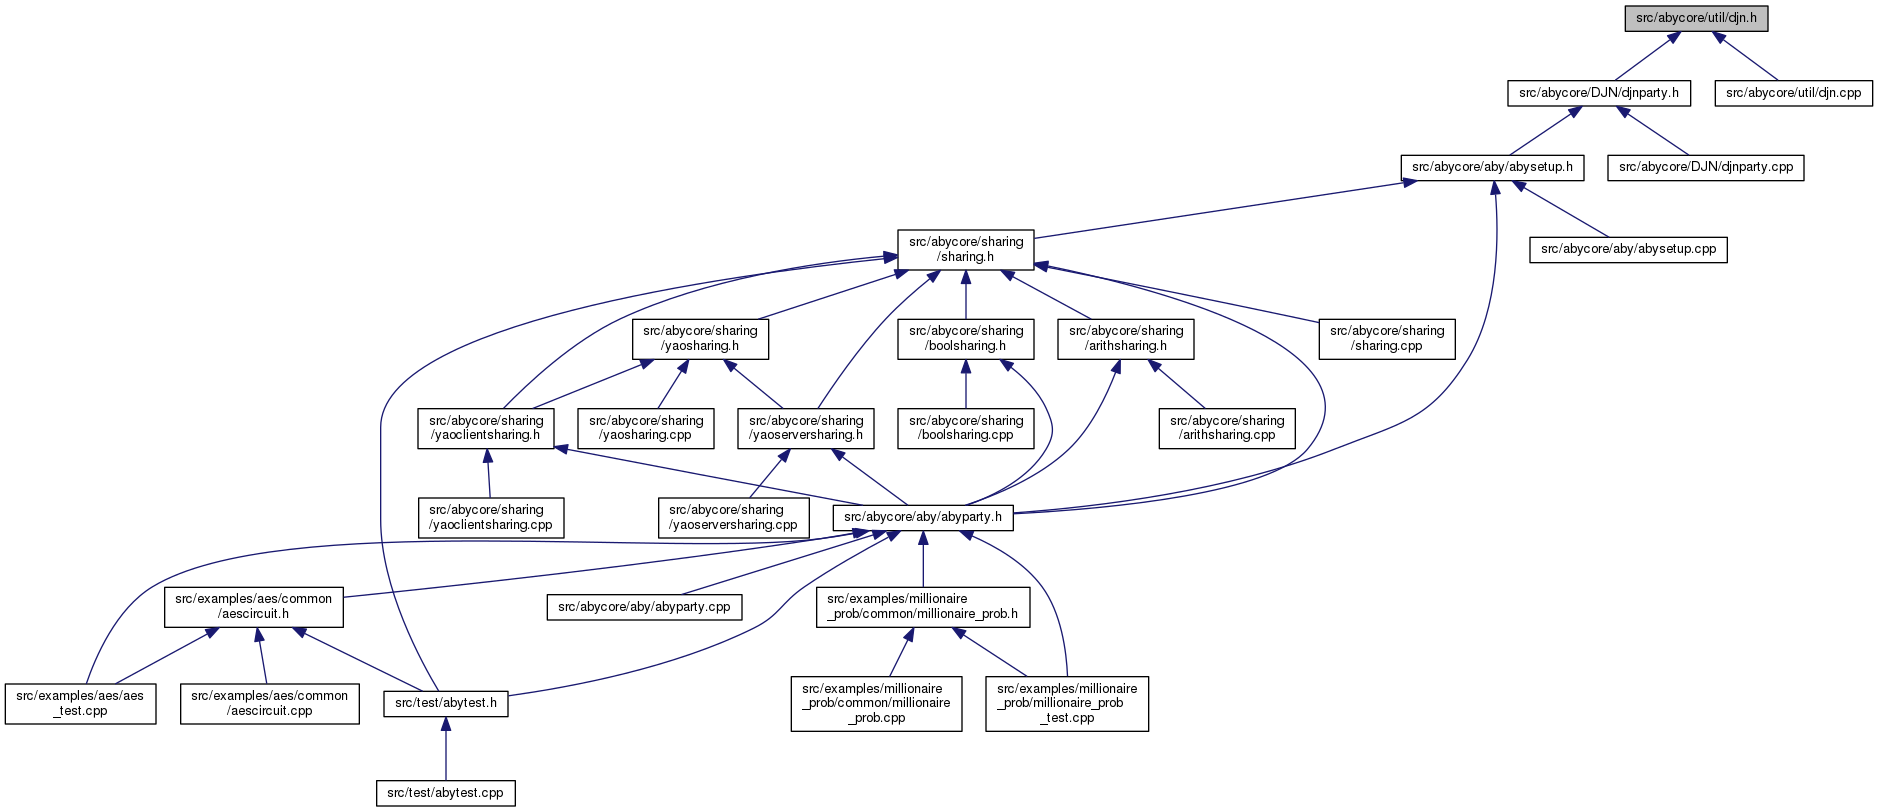 src/abycore/util/djn.h
src/abycore/DJN/djnparty.h
src/abycore/util/djn.cpp
src/abycore/aby/abysetup.h
src/abycore/DJN/djnparty.cpp
src/abycore/sharing
/sharing.h
src/abycore/aby/abysetup.cpp
src/abycore/sharing
/yaosharing.h
src/abycore/sharing
/boolsharing.h
src/abycore/sharing
/arithsharing.h
src/abycore/sharing
/sharing.cpp
src/abycore/sharing
/yaoclientsharing.h
src/abycore/sharing
/yaosharing.cpp
src/abycore/sharing
/yaoserversharing.h
src/abycore/sharing
/boolsharing.cpp
src/abycore/sharing
/arithsharing.cpp
src/abycore/sharing
/yaoclientsharing.cpp
src/abycore/sharing
/yaoserversharing.cpp
src/abycore/aby/abyparty.h
src/examples/aes/common
/aescircuit.h
src/abycore/aby/abyparty.cpp
src/examples/millionaire
_prob/common/millionaire_prob.h
src/examples/aes/aes
_test.cpp
src/examples/aes/common
/aescircuit.cpp
src/test/abytest.h
src/examples/millionaire
_prob/common/millionaire
_prob.cpp
src/examples/millionaire
_prob/millionaire_prob
_test.cpp
src/test/abytest.cpp